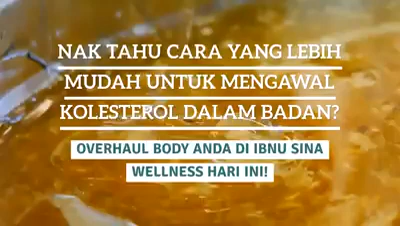 NAK TAHU CARA YANG LEBIH
MUDAH UNTUK MENGAWAL
KOLESTEROL DALAM BADAN?
OVERHAUL BODY ANDA DI IBNU SINA
WELLNESS HARI INI!